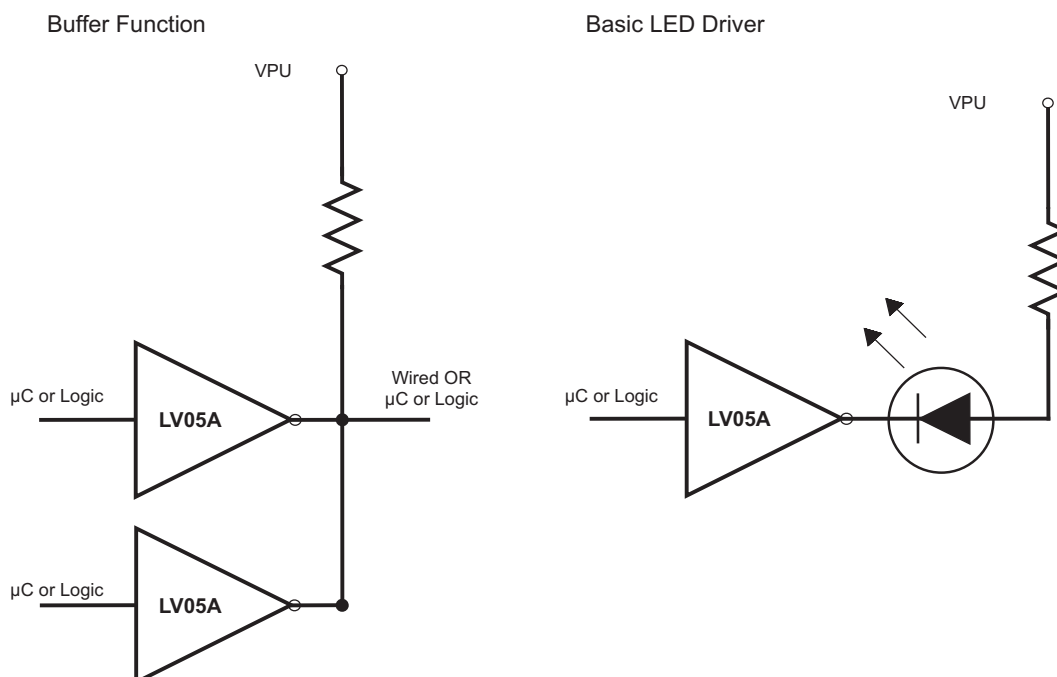 Buffer Function
VPU
µC or Logic
LV05A
Wired OR
µC or Logic
µC or Logic
LV05A
Basic LED Driver
VPU
µC or Logic
LV05A